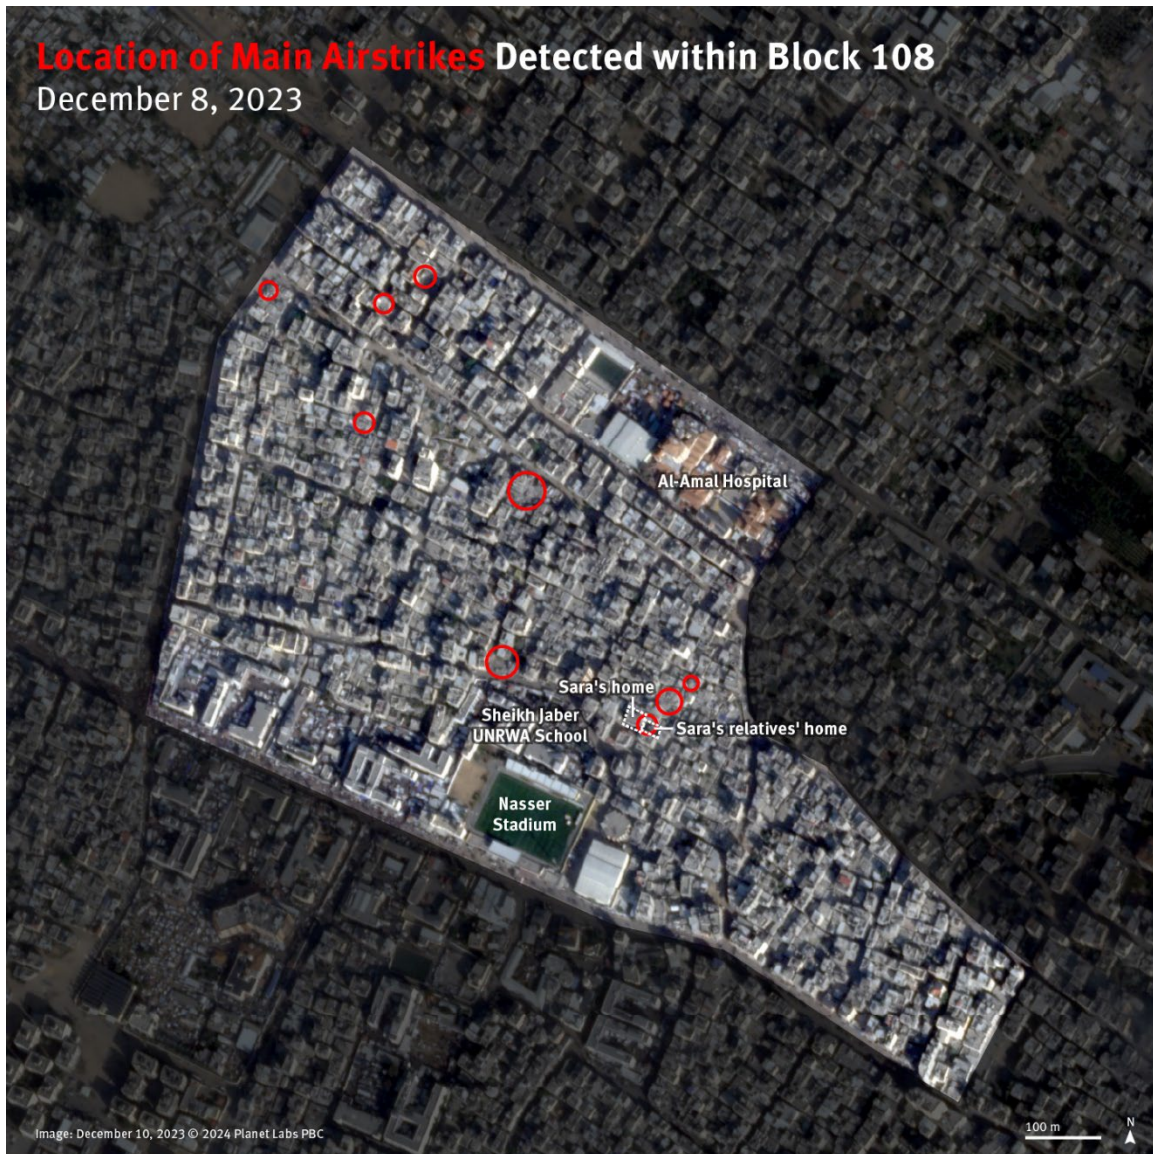 Location of Main Airstrikes Detected within Block 108
December 8, 2023
Al-Amal Hospital
Sara's home
Sheikh Jaber
UNRWA School
Sara's relatives' home
Nasser
Stadium
Image: December 10, 2023 © 2024 Planet Labs PBC
100 m
N